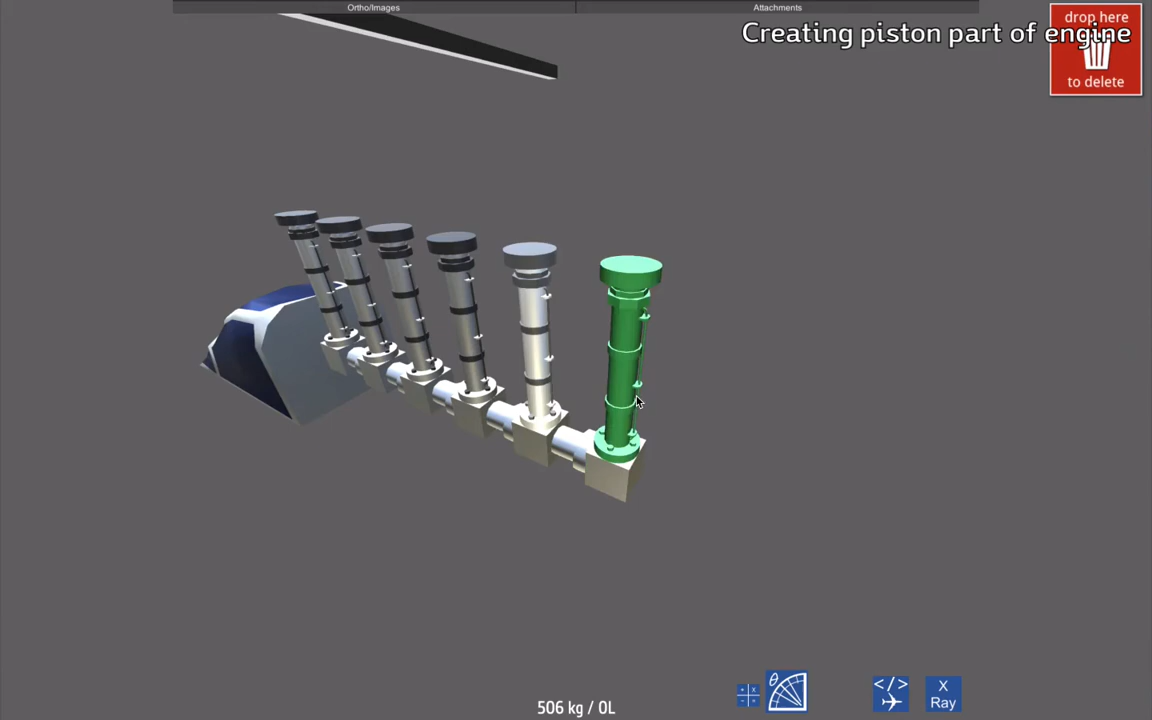 Ortho/Images
Attachments
Creating piston part of engine
drop here
to delete
θ
</>
X
Ray
506 kg / 0L